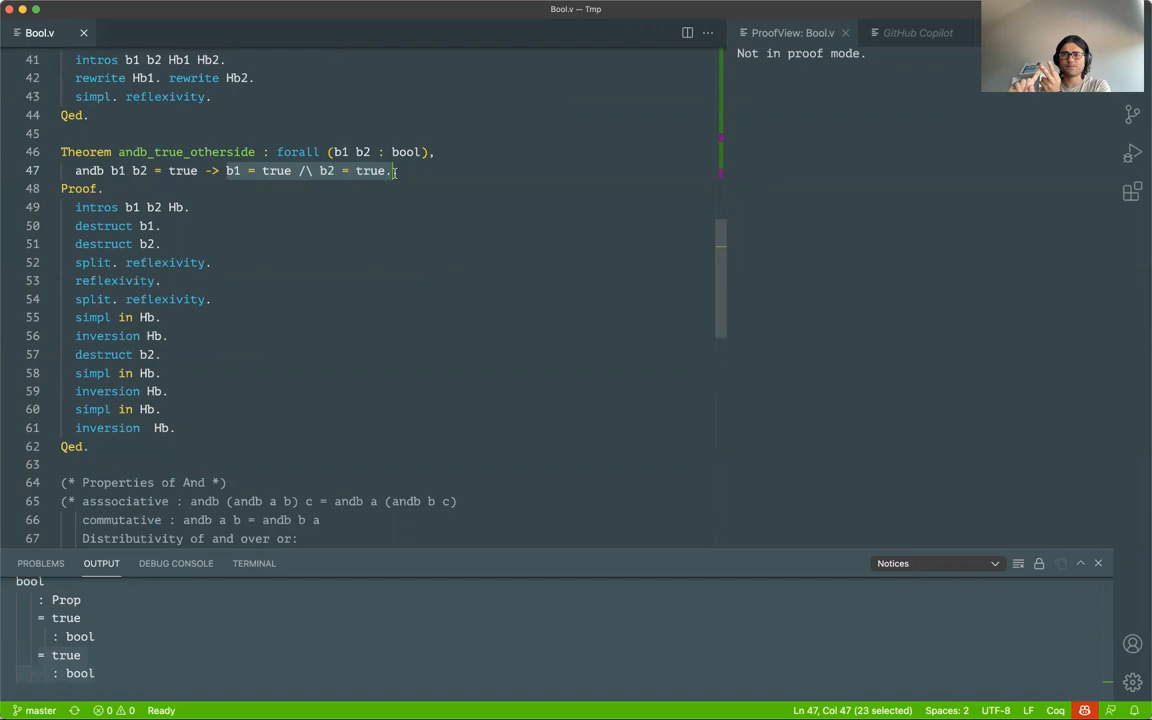 Bool.v — Tmp
Bool.v
ProofView: Bool.v
GitHub Copilot
Not in proof mode.
41 intros b1 b2 Hb1 Hb2.
42 rewrite Hb1. rewrite Hb2.
43 simpl. reflexivity.
44 Qed.
45
46 Theorem andb_true_otherside : forall (b1 b2 : bool),
47 andb b1 b2 = true -> b1 = true /\ b2 = true.
48 Proof.
49 intros b1 b2 Hb.
50 destruct b1.
51 destruct b2.
52 split. reflexivity.
53 reflexivity.
54 split. reflexivity.
55 simpl in Hb.
56 inversion Hb.
57 destruct b2.
58 simpl in Hb.
59 inversion Hb.
60 simpl in Hb.
61 inversion  Hb.
62 Qed.
63
64 (* Properties of And *)
65 (* asssociative : andb (andb a b) c = andb a (andb b c)
66 commutative : andb a b = andb b a
67 Distributivity of and over or:
PROBLEMS OUTPUT DEBUG CONSOLE TERMINAL
Notices
bool
: Prop
= true
: bool
= true
: bool
master 0 0 Ready
Ln 47, Col 47 (23 selected) Spaces: 2 UTF-8 LF Coq